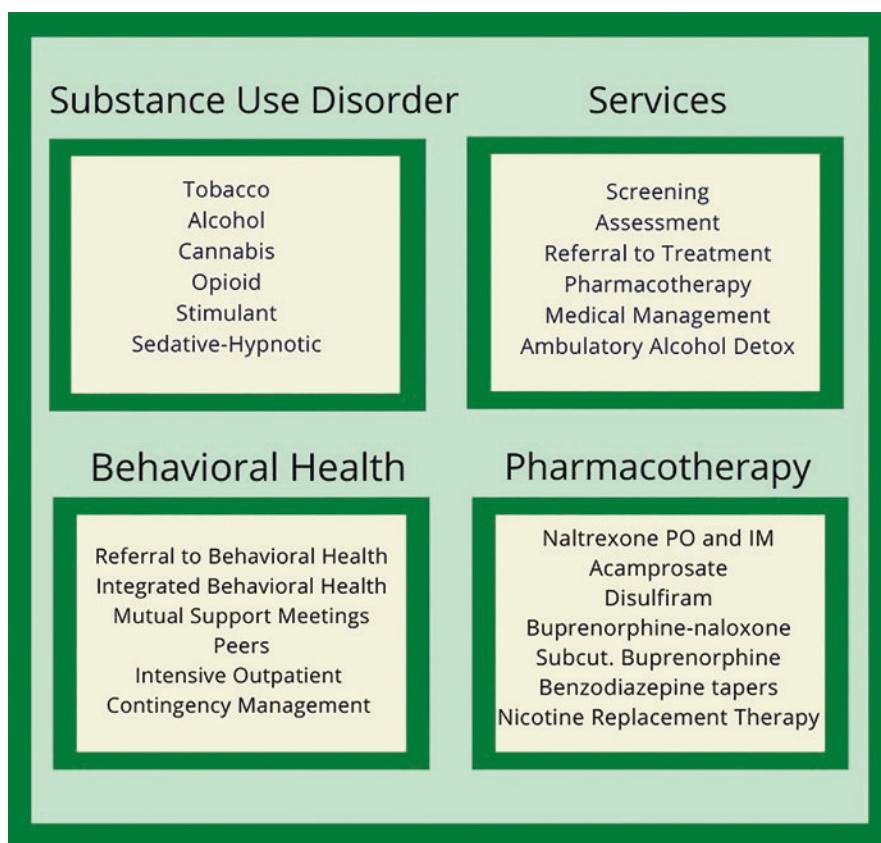 Substance Use Disorder
Tobacco
Alcohol
Cannabis
Opioid
Stimulant
Sedative-Hypnotic
Services
Screening
Assessment
Referral to Treatment
Pharmacotherapy
Medical Management
Ambulatory Alcohol Detox
Behavioral Health
Referral to Behavioral Health
Integrated Behavioral Health
Mutual Support Meetings
Peers
Intensive Outpatient
Contingency Management
Pharmacotherapy
Naltrexone PO and IM
Acamprosate
Disulfiram
Buprenorphine-naloxone
Subcut. Buprenorphine
Benzodiazepine tapers
Nicotine Replacement Therapy